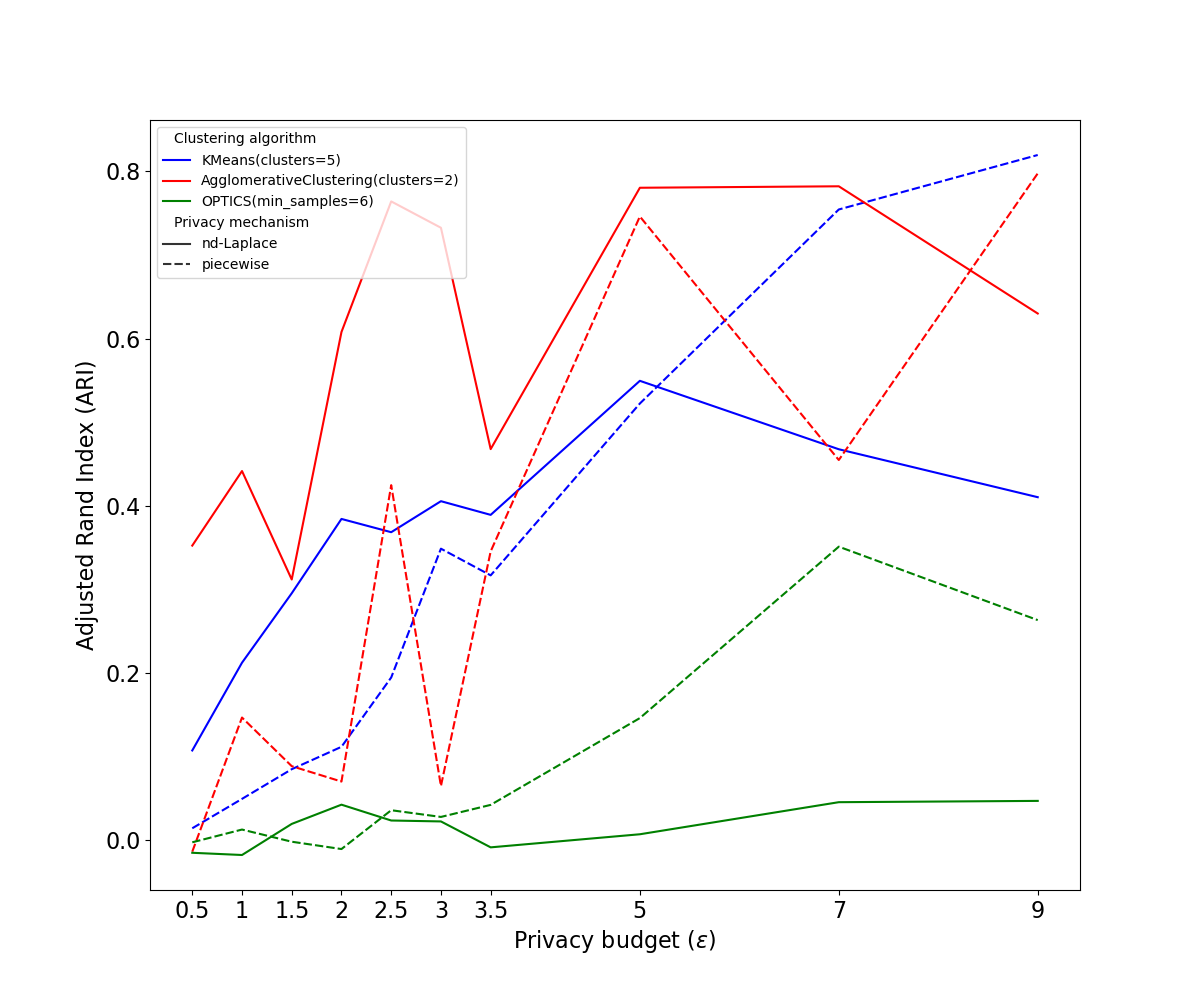 Clustering algorithm
KMeans(clusters=5)
AgglomerativeClustering(clusters=2)
OPTICS(min_samples=6)
Privacy mechanism
nd-Laplace
piecewise
0.8
0.6
0.4
0.2
0.0
Adjusted Rand Index (ARI)
0.5 1 1.5 2 2.5 3 3.5 5 7 9
Privacy budget (ε)